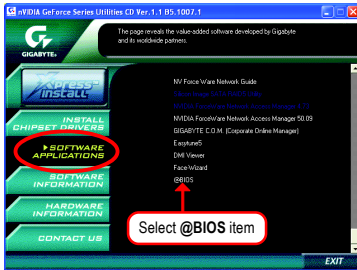 nVIDIA GeForce Series Utilities CD Ver.1.1 B5.1007.1
GIGABYTE
The page reveals the value-added software developed by Gigabyte
and its worldwide partners.
Xpress-
install
INSTALL
CHIPSET DRIVERS
SOFTWARE
APPLICATIONS
SOFTWARE
INFORMATION
HARDWARE
INFORMATION
CONTACT US
NV Force Ware Network Guide
NVIDIA ForceWare Network Access Manager 50.09
GIGABYTE C.O.M. (Corporate Online Manager)
Easytune5
DMI Viewer
Face Wizard
@BIOS
Select @BIOS item
EXIT